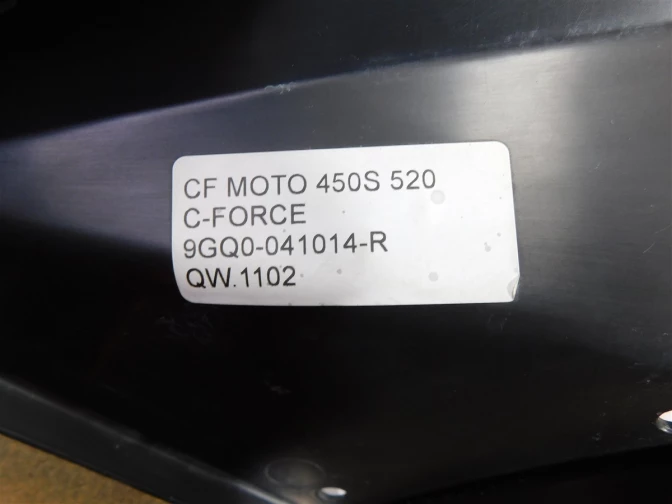 CF MOTO 450S 520
C-FORCE
9GQ0-041014-R
QW.1102